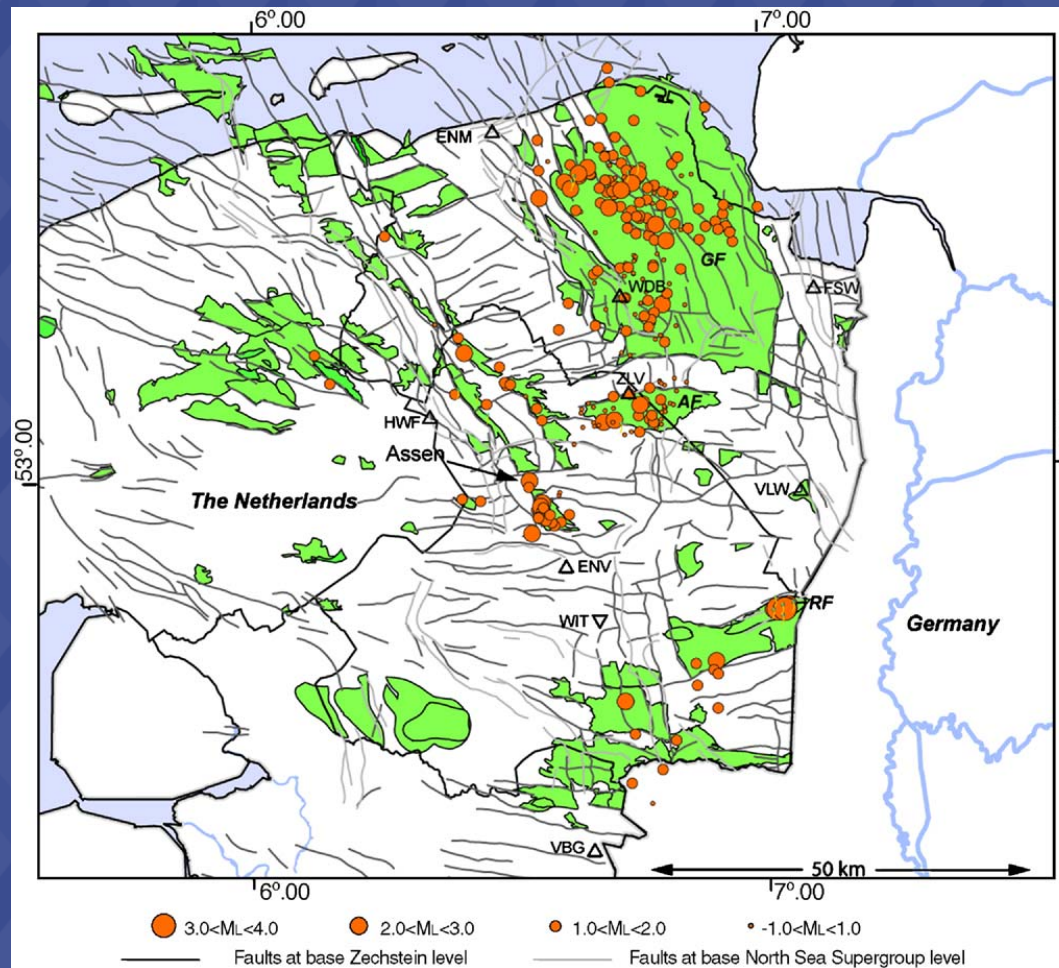 6°.00 7°.00
ENM
GF
WDB
FSW
ZLV
AF
HWF
53°.00
Assen
VLW
The Netherlands
ENV
RF
WIT
Germany
VBG
50 km
6°.00 7°.00
3.0<ML<4.0 2.0<ML<3.0 1.0<ML<2.0 -1.0<ML<1.0
Faults at base Zechstein level Faults at base North Sea Supergroup level